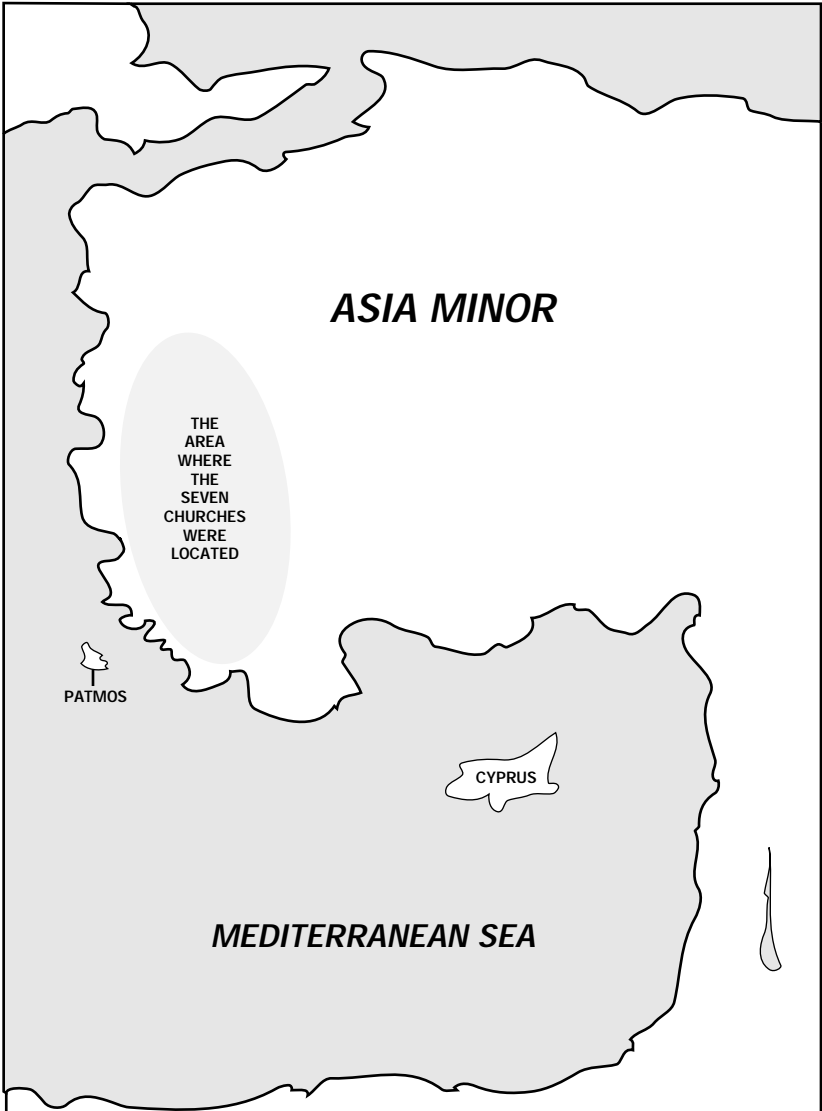 ASIA MINOR
THE
AREA
WHERE
THE
SEVEN
CHURCHES
WERE
LOCATED
PATMOS
CYPRUS
MEDITERRANEAN SEA